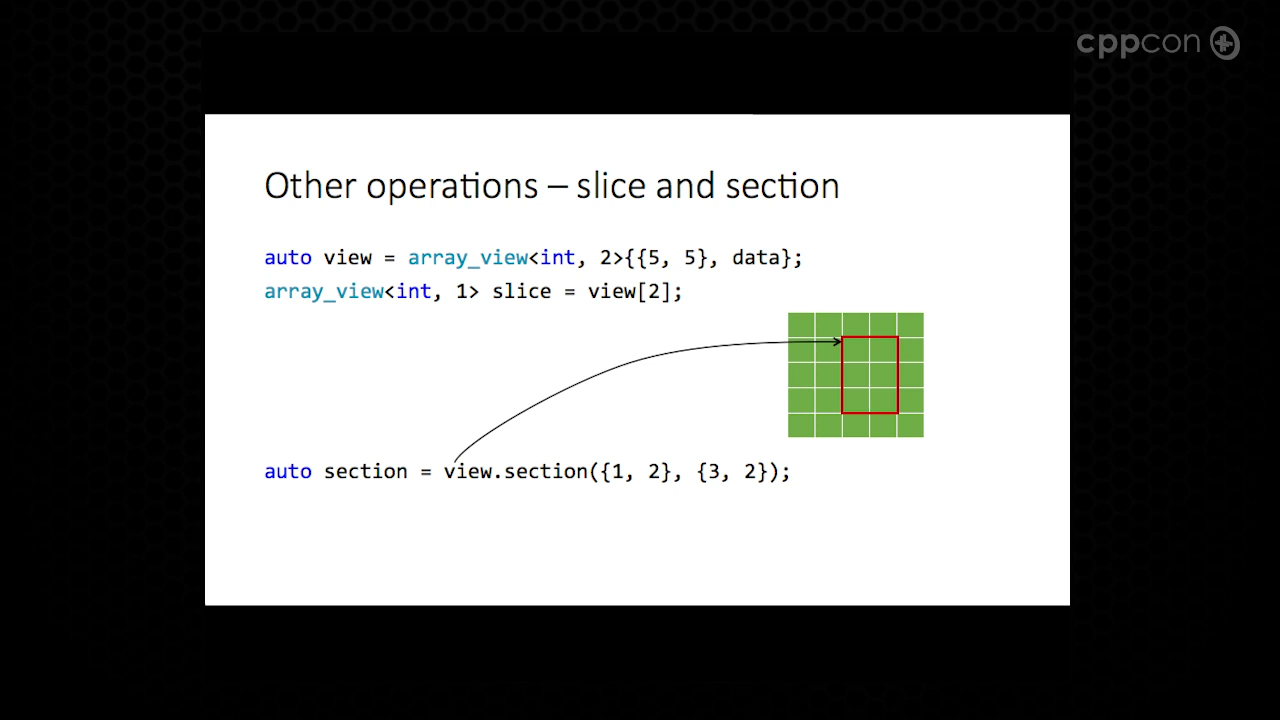 cppcon
Other operations – slice and section
auto view = array_view<int, 2>{{5, 5}, data};
array_view<int, 1> slice = view[2];
auto section = view.section({1, 2}, {3, 2});